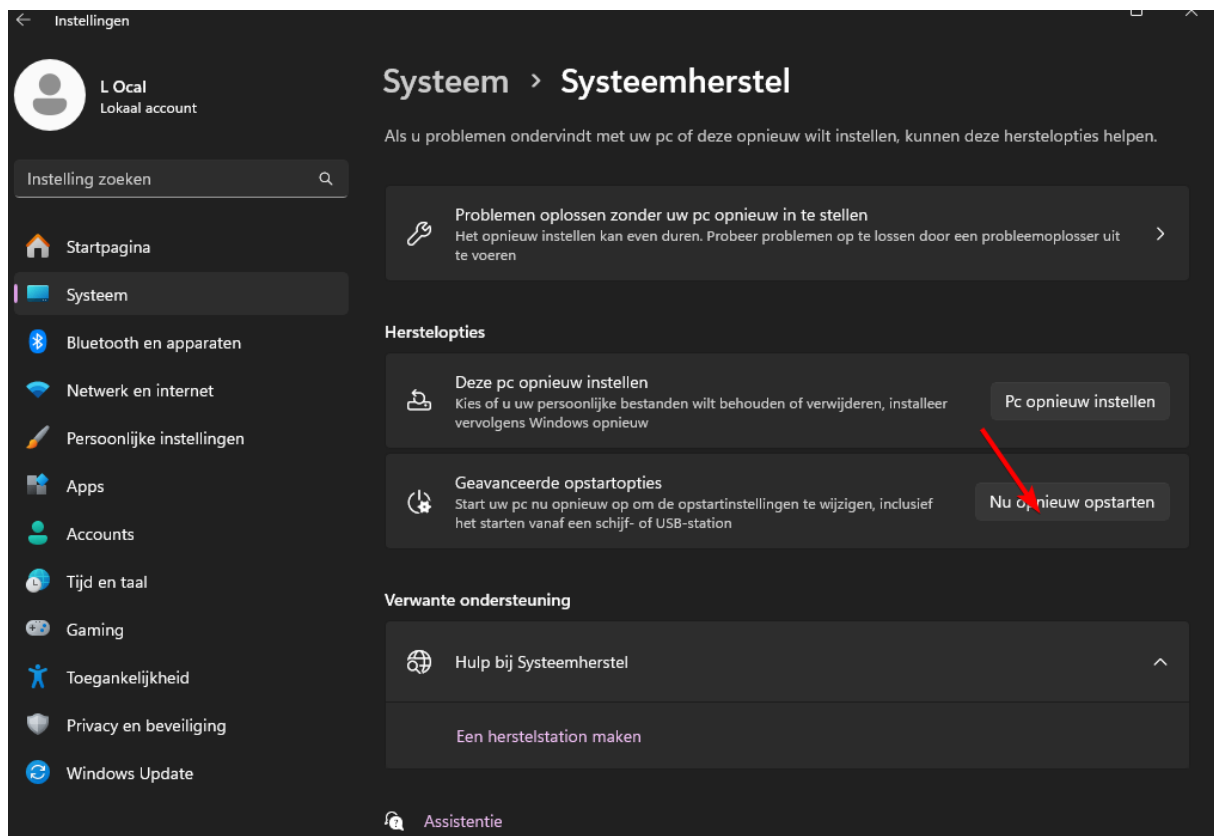 Instellingen
L Ocal
Lokaal account
Instelling zoeken
Startpagina
Systeem
Bluetooth en apparaten
Netwerk en internet
Persoonlijke instellingen
Apps
Accounts
Tijd en taal
Gaming
Toegankelijkheid
Privacy en beveiliging
Windows Update
Systeem > Systeemherstel
Als u problemen ondervindt met uw pc of deze opnieuw wilt instellen, kunnen deze herstelopties helpen.
Problemen oplossen zonder uw pc opnieuw in te stellen
Het opnieuw instellen kan even duren. Probeer problemen op te lossen door een probleemoplosser uit
te voeren
Herstelopties
Deze pc opnieuw instellen
Kies of u uw persoonlijke bestanden wilt behouden of verwijderen, installeer
vervolgens Windows opnieuw
Pc opnieuw instellen
Geavanceerde opstartopties
Start uw pc nu opnieuw op om de opstartinstellingen te wijzigen, inclusief
het starten vanaf een schijf- of USB-station
Nu opnieuw opstarten
Verwante ondersteuning
Hulp bij Systeemherstel
Een herstelstation maken
Assistentie